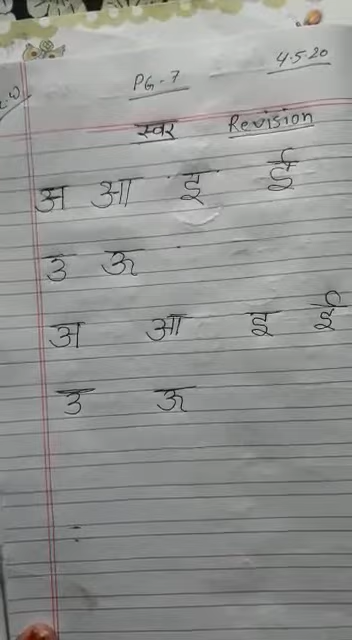 PG-7
4-5-20
स्वर Revision
अ आ इ ई
उ ऊ
अ आ इ ई
उ ऊ